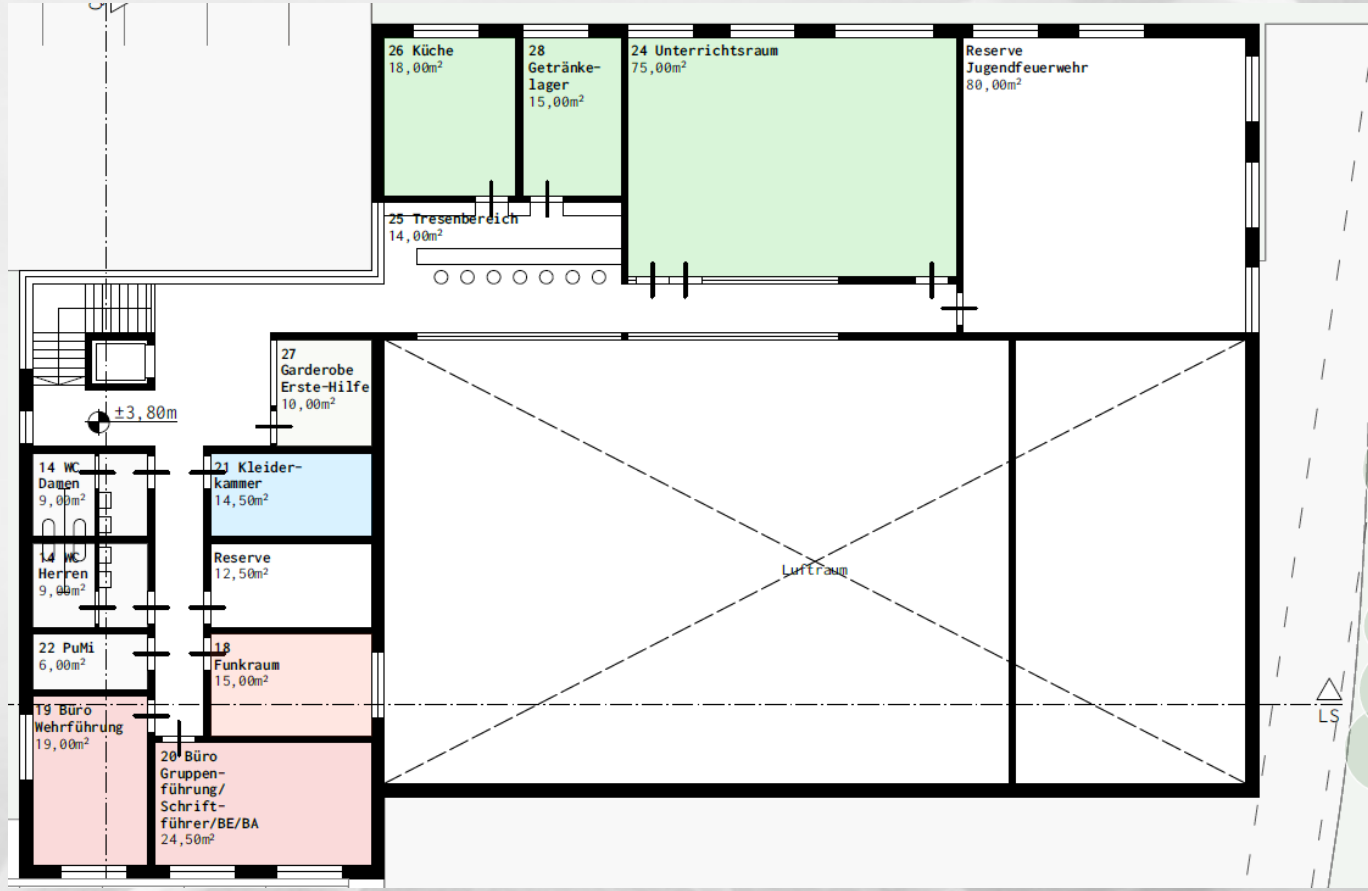 26 Küche
18,00m²
28
Getränke-
lager
15,00m²
24 Unterrichtsraum
75,00m²
Reserve
Jugendfeuerwehr
80,00m²
25 Tresenbereich
14,00m²
27
Garderobe
Erste-Hilfe
10,00m²
±3,80m
14 WC
Damen
9,00m²
21 Kleider-
kammer
14,50m²
14 WC
Herren
9,00m²
Reserve
12,50m²
Luftraum
22 PuMi
6,00m²
18
Funkraum
15,00m²
19 Büro
Wehrführung
19,00m²
20 Büro
Gruppen-
führung/
Schrift-
führer/BE/BA
24,50m²
LS